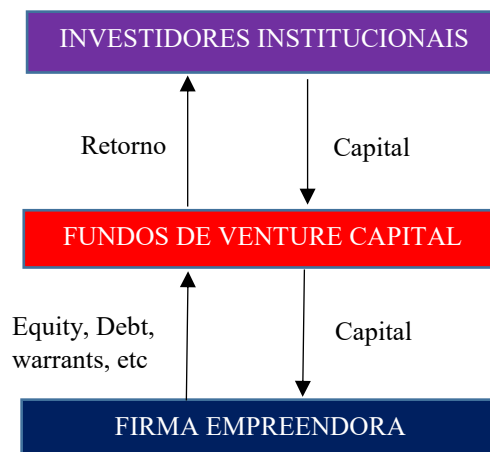 INVESTIDORES INSTITUCIONAIS
Retorno
Capital
FUNDOS DE VENTURE CAPITAL
Equity, Debt,
warrants, etc
Capital
FIRMA EMPREENDORA